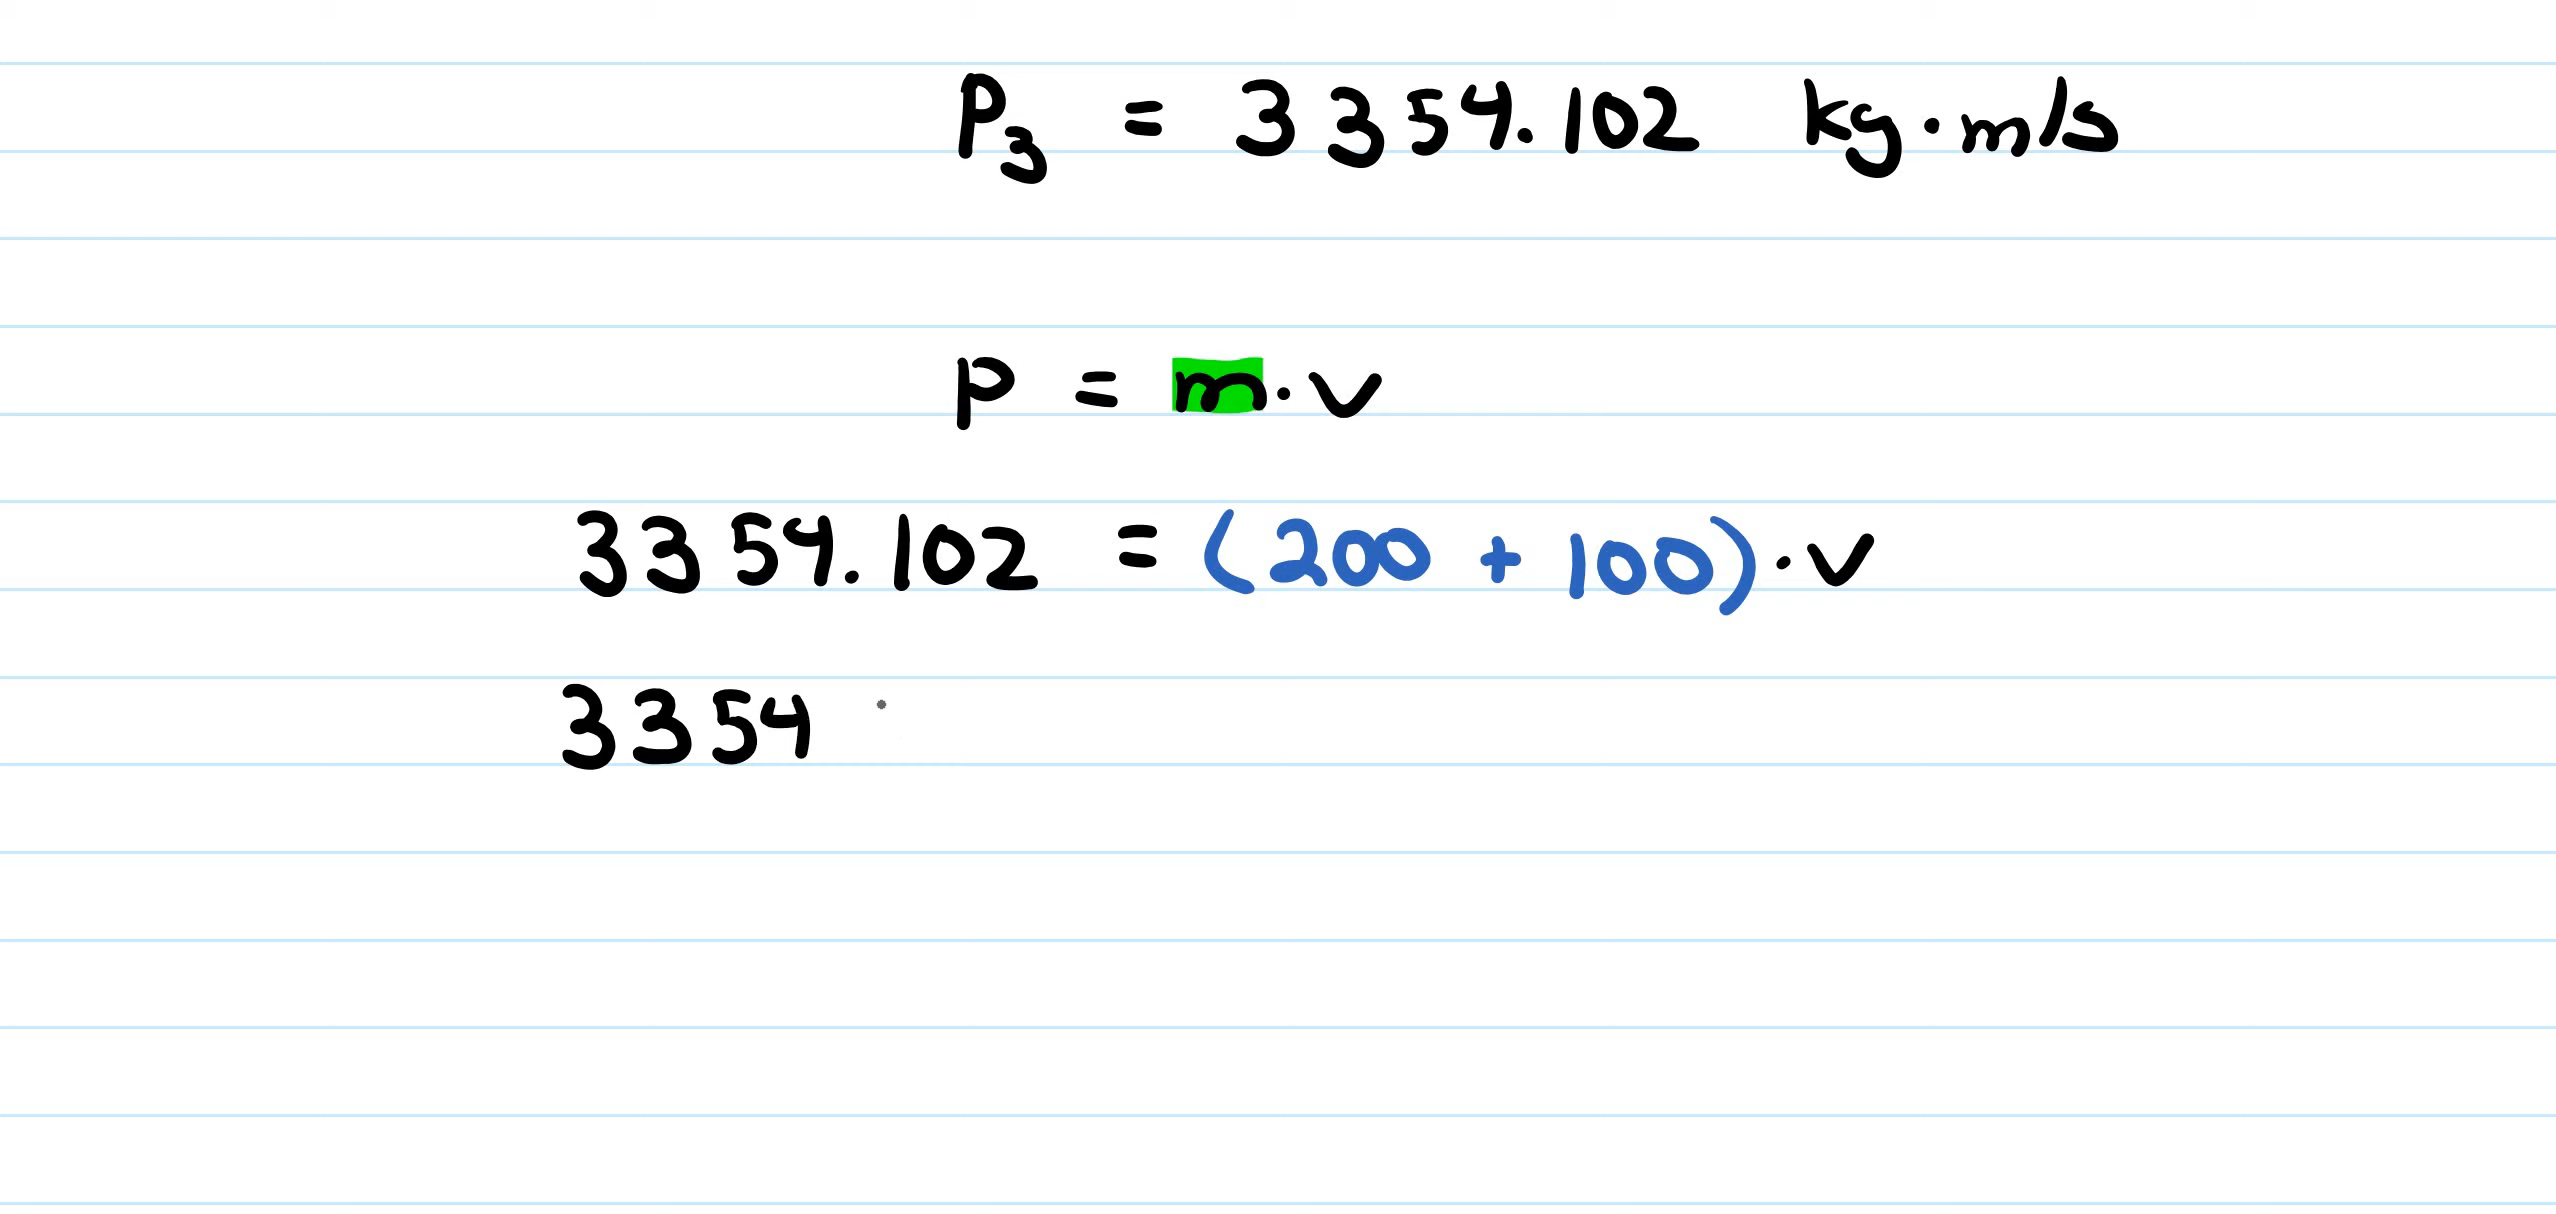 P₃ = 3354.102 kg·m/s
P = m·v
3354.102 = (200 + 100)·v
3354